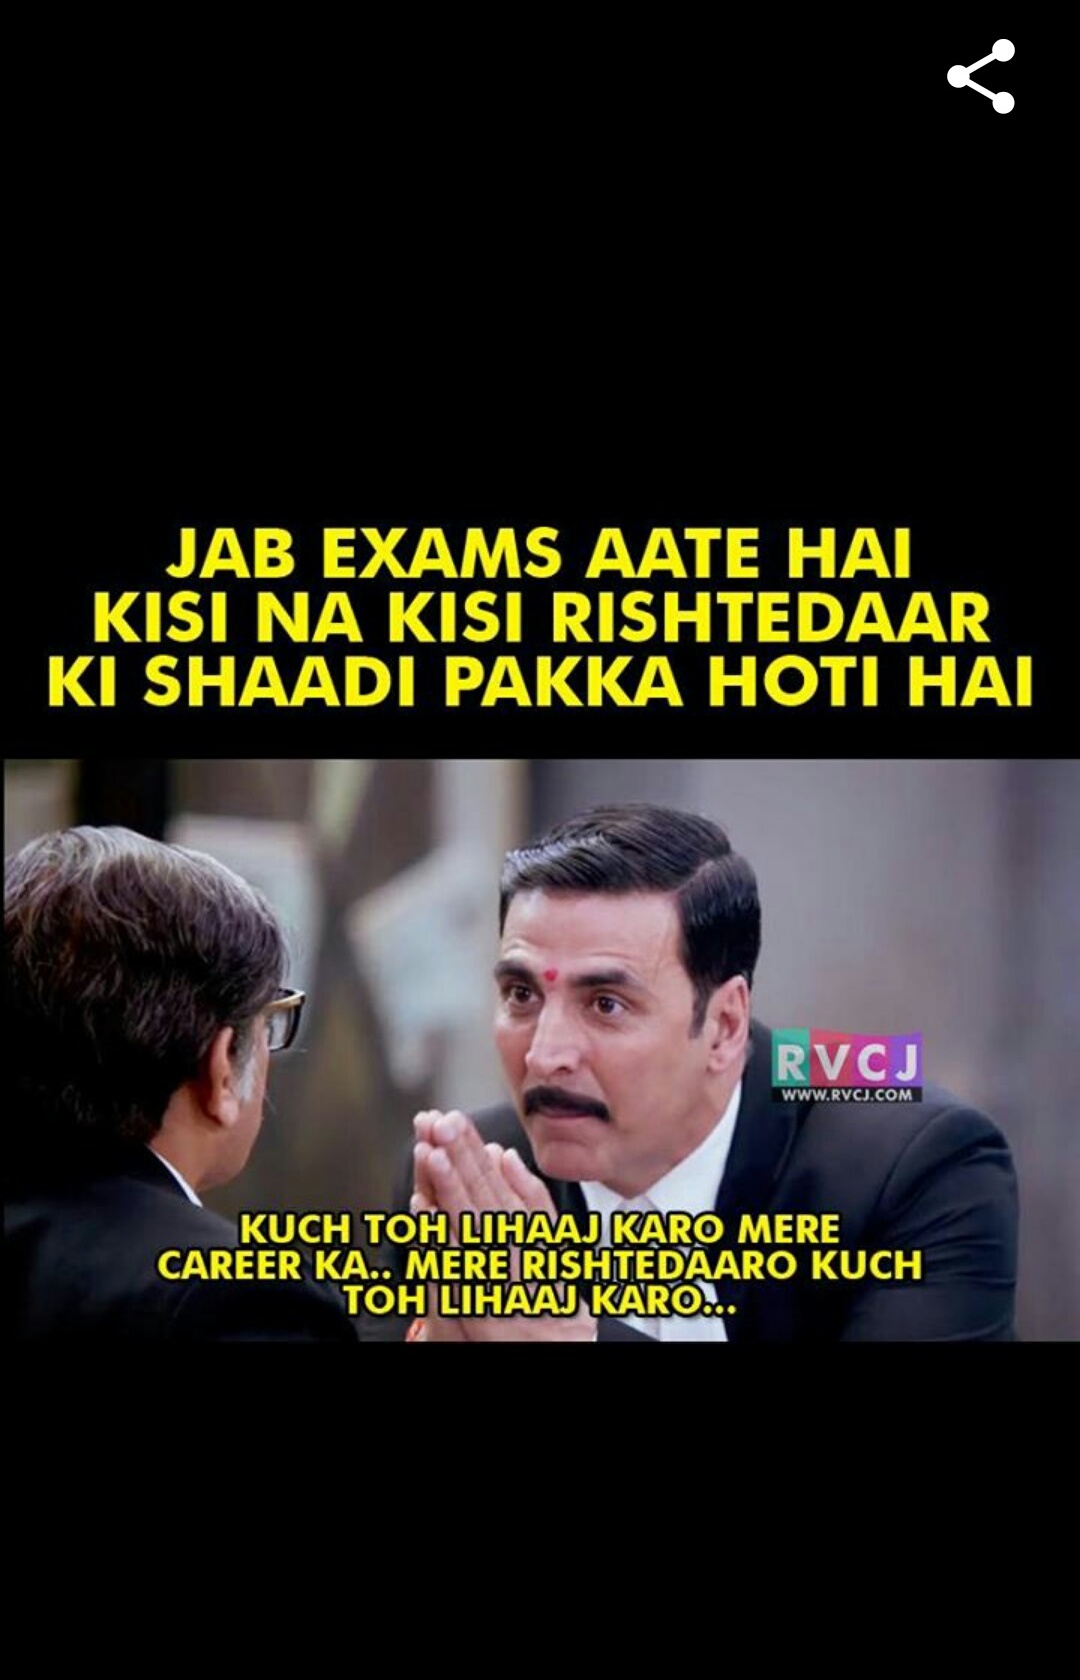 JAB EXAMS AATE HAI
KISI NA KISI RISHTEDAAR
KI SHAADI PAKKA HOTI HAI
RVCJ
WWW.RVCJ.COM
KUCH TOH LIHAAJ KARO MERE
CAREER KA.. MERE RISHTEDAARO KUCH
TOH LIHAAJ KARO...